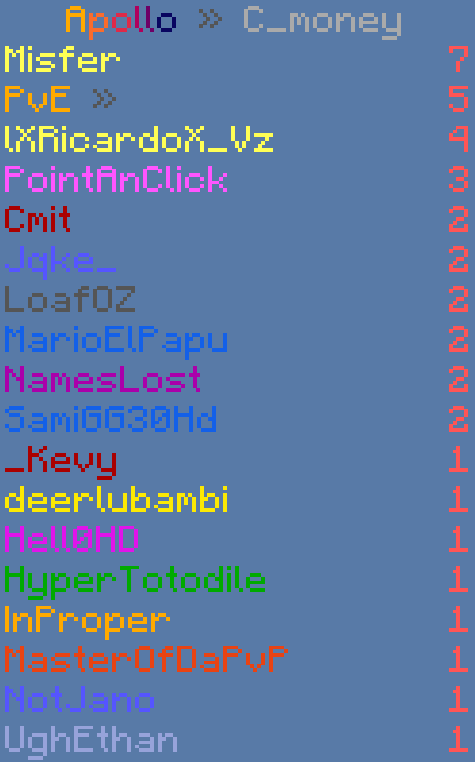 Apollo » C_money
Misfer 7
PvE » 5
lXRicardoX_Vz 4
PointAnClick 3
Cmit 2
Jqke_ 2
LoafOZ 2
MarioElPapu 2
NamesLost 2
SamiGG30Hd 2
_Kevy 1
deerlubambi 1
Hell0HD 1
HyperTotodile 1
InProper 1
MasterOfDaPvP 1
NotJano 1
UghEthan 1